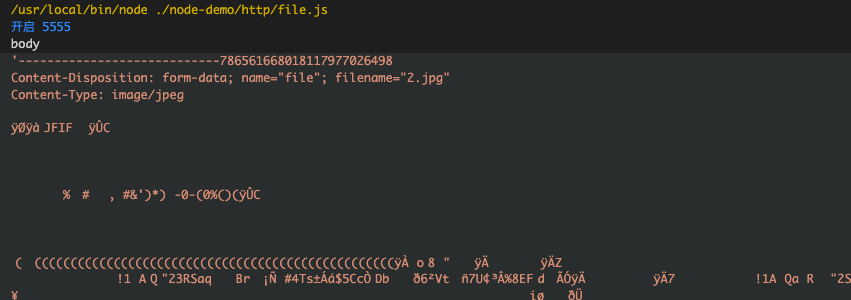 /usr/local/bin/node ./node-demo/http/file.js
开启 5555
body
'----------------------------786561668018117977026498
Content-Disposition: form-data; name="file"; filename="2.jpg"
Content-Type: image/jpeg
ÿØÿà JFIF ÿÛC
% # , #&')*) -0-(0%()(ÿÛC
( ((((((((((((((((((((((((((((((((((((((((((((((((((ÿÀ o 8 " ÿÄ ÿÄZ
!1 A Q "23RSaq Br ¡Ñ #4Ts±Áá$5CcÒ Db ð6²Vt ñ7U¢³Â%8EF d ÃÓÿÄ ÿÄ7 !1A Qa R "2S
¥ iø ðÜ